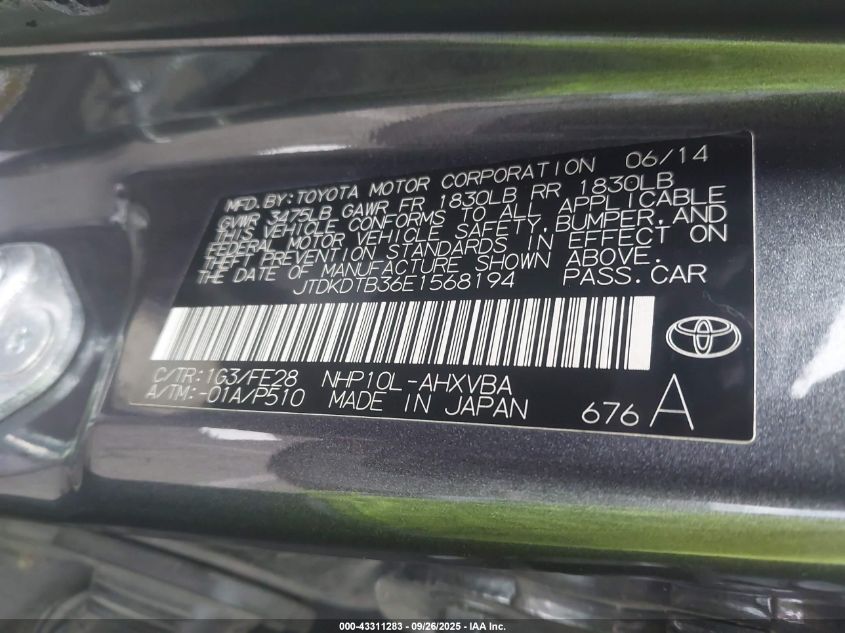 MFD. BY: TOYOTA MOTOR CORPORATION 06/14
GVWR 3475LB GAWR FR 1830LB RR 1830LB
THIS VEHICLE CONFORMS TO ALL APPLICABLE
FEDERAL MOTOR VEHICLE SAFETY, BUMPER, AND
THEFT PREVENTION STANDARDS IN EFFECT ON
THE DATE OF MANUFACTURE SHOWN ABOVE.
JTDKDTB36E1568194 PASS. CAR
C/TR: 1G3/FE28 NHP10L-AHXVBA
A/TM: -01A/P510 MADE IN JAPAN 676 A
000-43311283 - 09/26/2025 - IAA Inc.